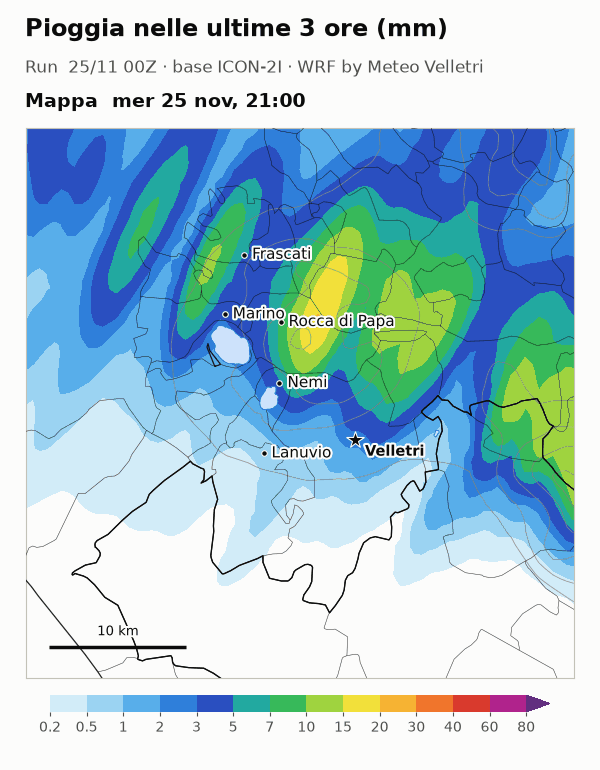 Pioggia nelle ultime 3 ore (mm)
Run  25/11 00Z · base ICON-2I · WRF by Meteo Velletri
Mappa  mer 25 nov, 21:00
Frascati
Marino
Rocca di Papa
Nemi
Velletri
Lanuvio
10 km
0.2 0.5 1 2 3 5 7 10 15 20 30 40 60 80